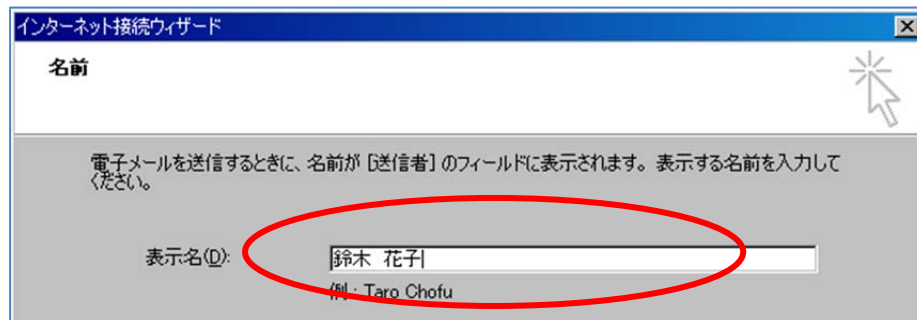 インターネット接続ウィザード
名前
電子メールを送信するときに、名前が [送信者] のフィールドに表示されます。表示する名前を入力して
ください。
表示名(D): 鈴木 花子
例 : Taro Chofu